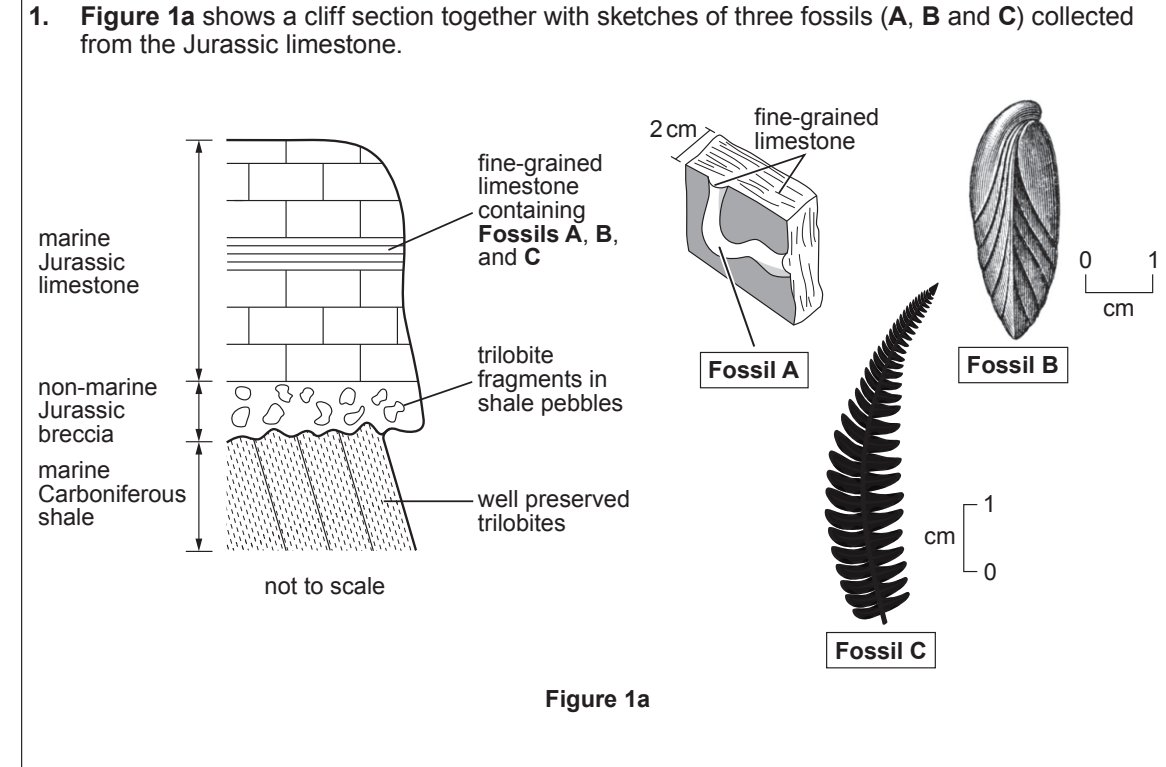 1. Figure 1a shows a cliff section together with sketches of three fossils (A, B and C) collected
from the Jurassic limestone.
marine
Jurassic
limestone
non-marine
Jurassic
breccia
marine
Carboniferous
shale
fine-grained
limestone
containing
Fossils A, B,
and C
trilobite
fragments in
shale pebbles
well preserved
trilobites
not to scale
2 cm
fine-grained
limestone
Fossil A
0 1
cm
Fossil B
1
cm
0
Fossil C
Figure 1a